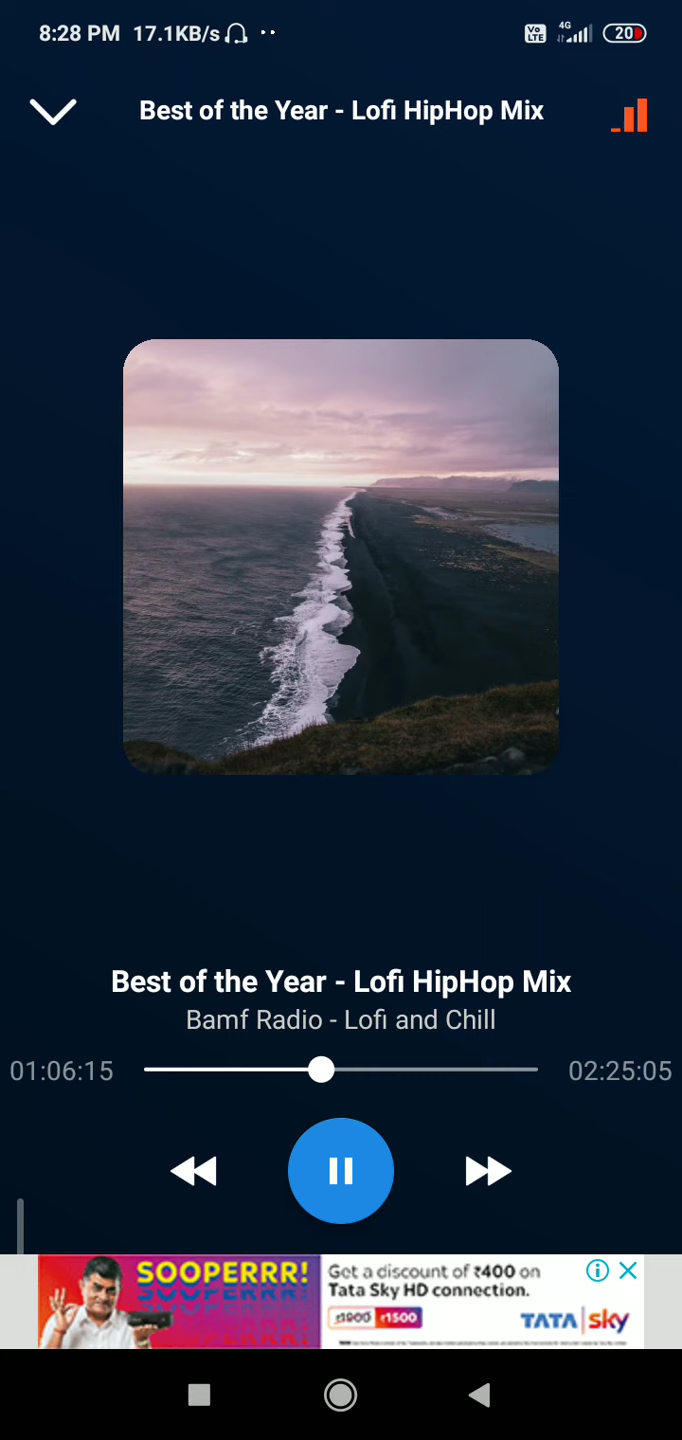 8:28 PM 17.1KB/s
Vo LTE 4G 20
Best of the Year - Lofi HipHop Mix
Best of the Year - Lofi HipHop Mix
Bamf Radio - Lofi and Chill
01:06:15 02:25:05
SOOPERRR!
Get a discount of ₹400 on
Tata Sky HD connection.
₹1900 ₹1500
TATA sky